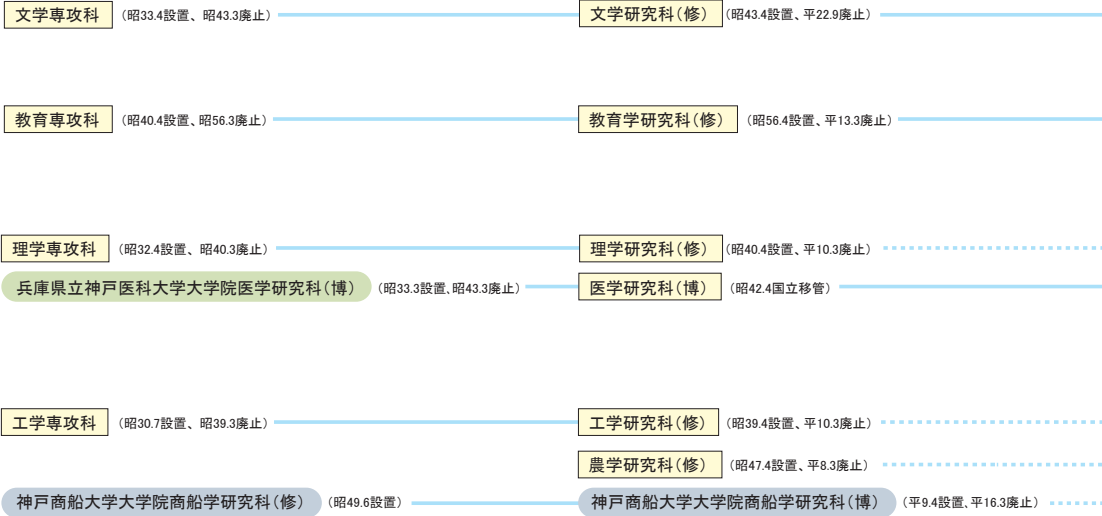 文学専攻科 (昭33.4設置、昭43.3廃止) 文学研究科(修) (昭43.4設置、平22.9廃止)
教育専攻科 (昭40.4設置、昭56.3廃止) 教育学研究科(修) (昭56.4設置、平13.3廃止)
理学専攻科 (昭32.4設置、昭40.3廃止) 理学研究科(修) (昭40.4設置、平10.3廃止)
兵庫県立神戸医科大学大学院医学研究科(博) (昭33.3設置、昭43.3廃止) 医学研究科(博) (昭42.4国立移管)
工学専攻科 (昭30.7設置、昭39.3廃止) 工学研究科(修) (昭39.4設置、平10.3廃止)
農学研究科(修) (昭47.4設置、平8.3廃止)
神戸商船大学大学院商船学研究科(修) (昭49.6設置) 神戸商船大学大学院商船学研究科(博) (平9.4設置、平16.3廃止)